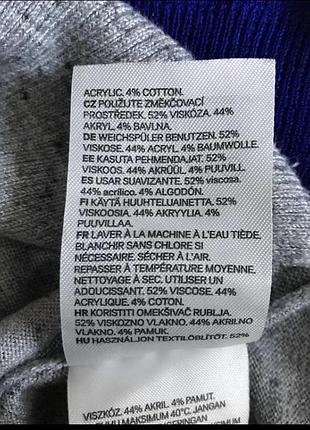 ACRYLIC. 4% COTTON.
CZ POUŽIJTE ZMĚKČOVACÍ
PROSTŘEDEK. 52% VISKÓZA. 44%
AKRYL. 4% BAVLNA.
DE WEICHSPÜLER BENUTZEN. 52%
VISKOSE. 44% ACRYL. 4% BAUMWOLLE.
EE KASUTA PEHMENDAJAT. 52%
VISKOOS. 44% AKRÜÜL. 4% PUUVILL.
ES USAR SUAVIZANTE. 52% viscosa.
44% acrílico. 4% ALGODÓN.
FI KÄYTÄ HUUHTELUAINETTA. 52%
VISKOOSIA. 44% AKRYYLIA. 4%
PUUVILLAA.
FR LAVER À LA MACHINE À L'EAU TIÈDE.
BLANCHIR SANS CHLORE SI
NÉCESSAIRE. SÉCHER À L'AIR.
REPASSER À TEMPÉRATURE MOYENNE.
NETTOYAGE À SEC. UTILISER UN
ADOUCISSANT. 52% VISCOSE. 44%
ACRYLIQUE. 4% COTON.
HR KORISTITI OMEKŠIVAČ RUBLJA.
52% VISKOZNO VLAKNO. 44% AKRILNO
VLAKNO. 4% PAMUK.
HU HASZNÁLJON TEXTILÖBLÍTŐT. 52%
VISZKÓZ. 44% AKRIL. 4% PAMUT.
MAXIMUM 40°C. JANGAN